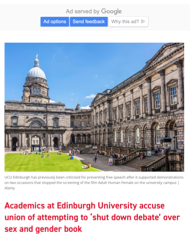 Ad served by Google
Ad options
Send feedback
Why this ad?
UCU Edinburgh has previously been criticised for preventing free speech after it supported demonstrations
on two occasions that stopped the screening of the film Adult Human Female on the university campus |
Alamy
Academics at Edinburgh University accuse
union of attempting to ‘shut down debate’ over
sex and gender book